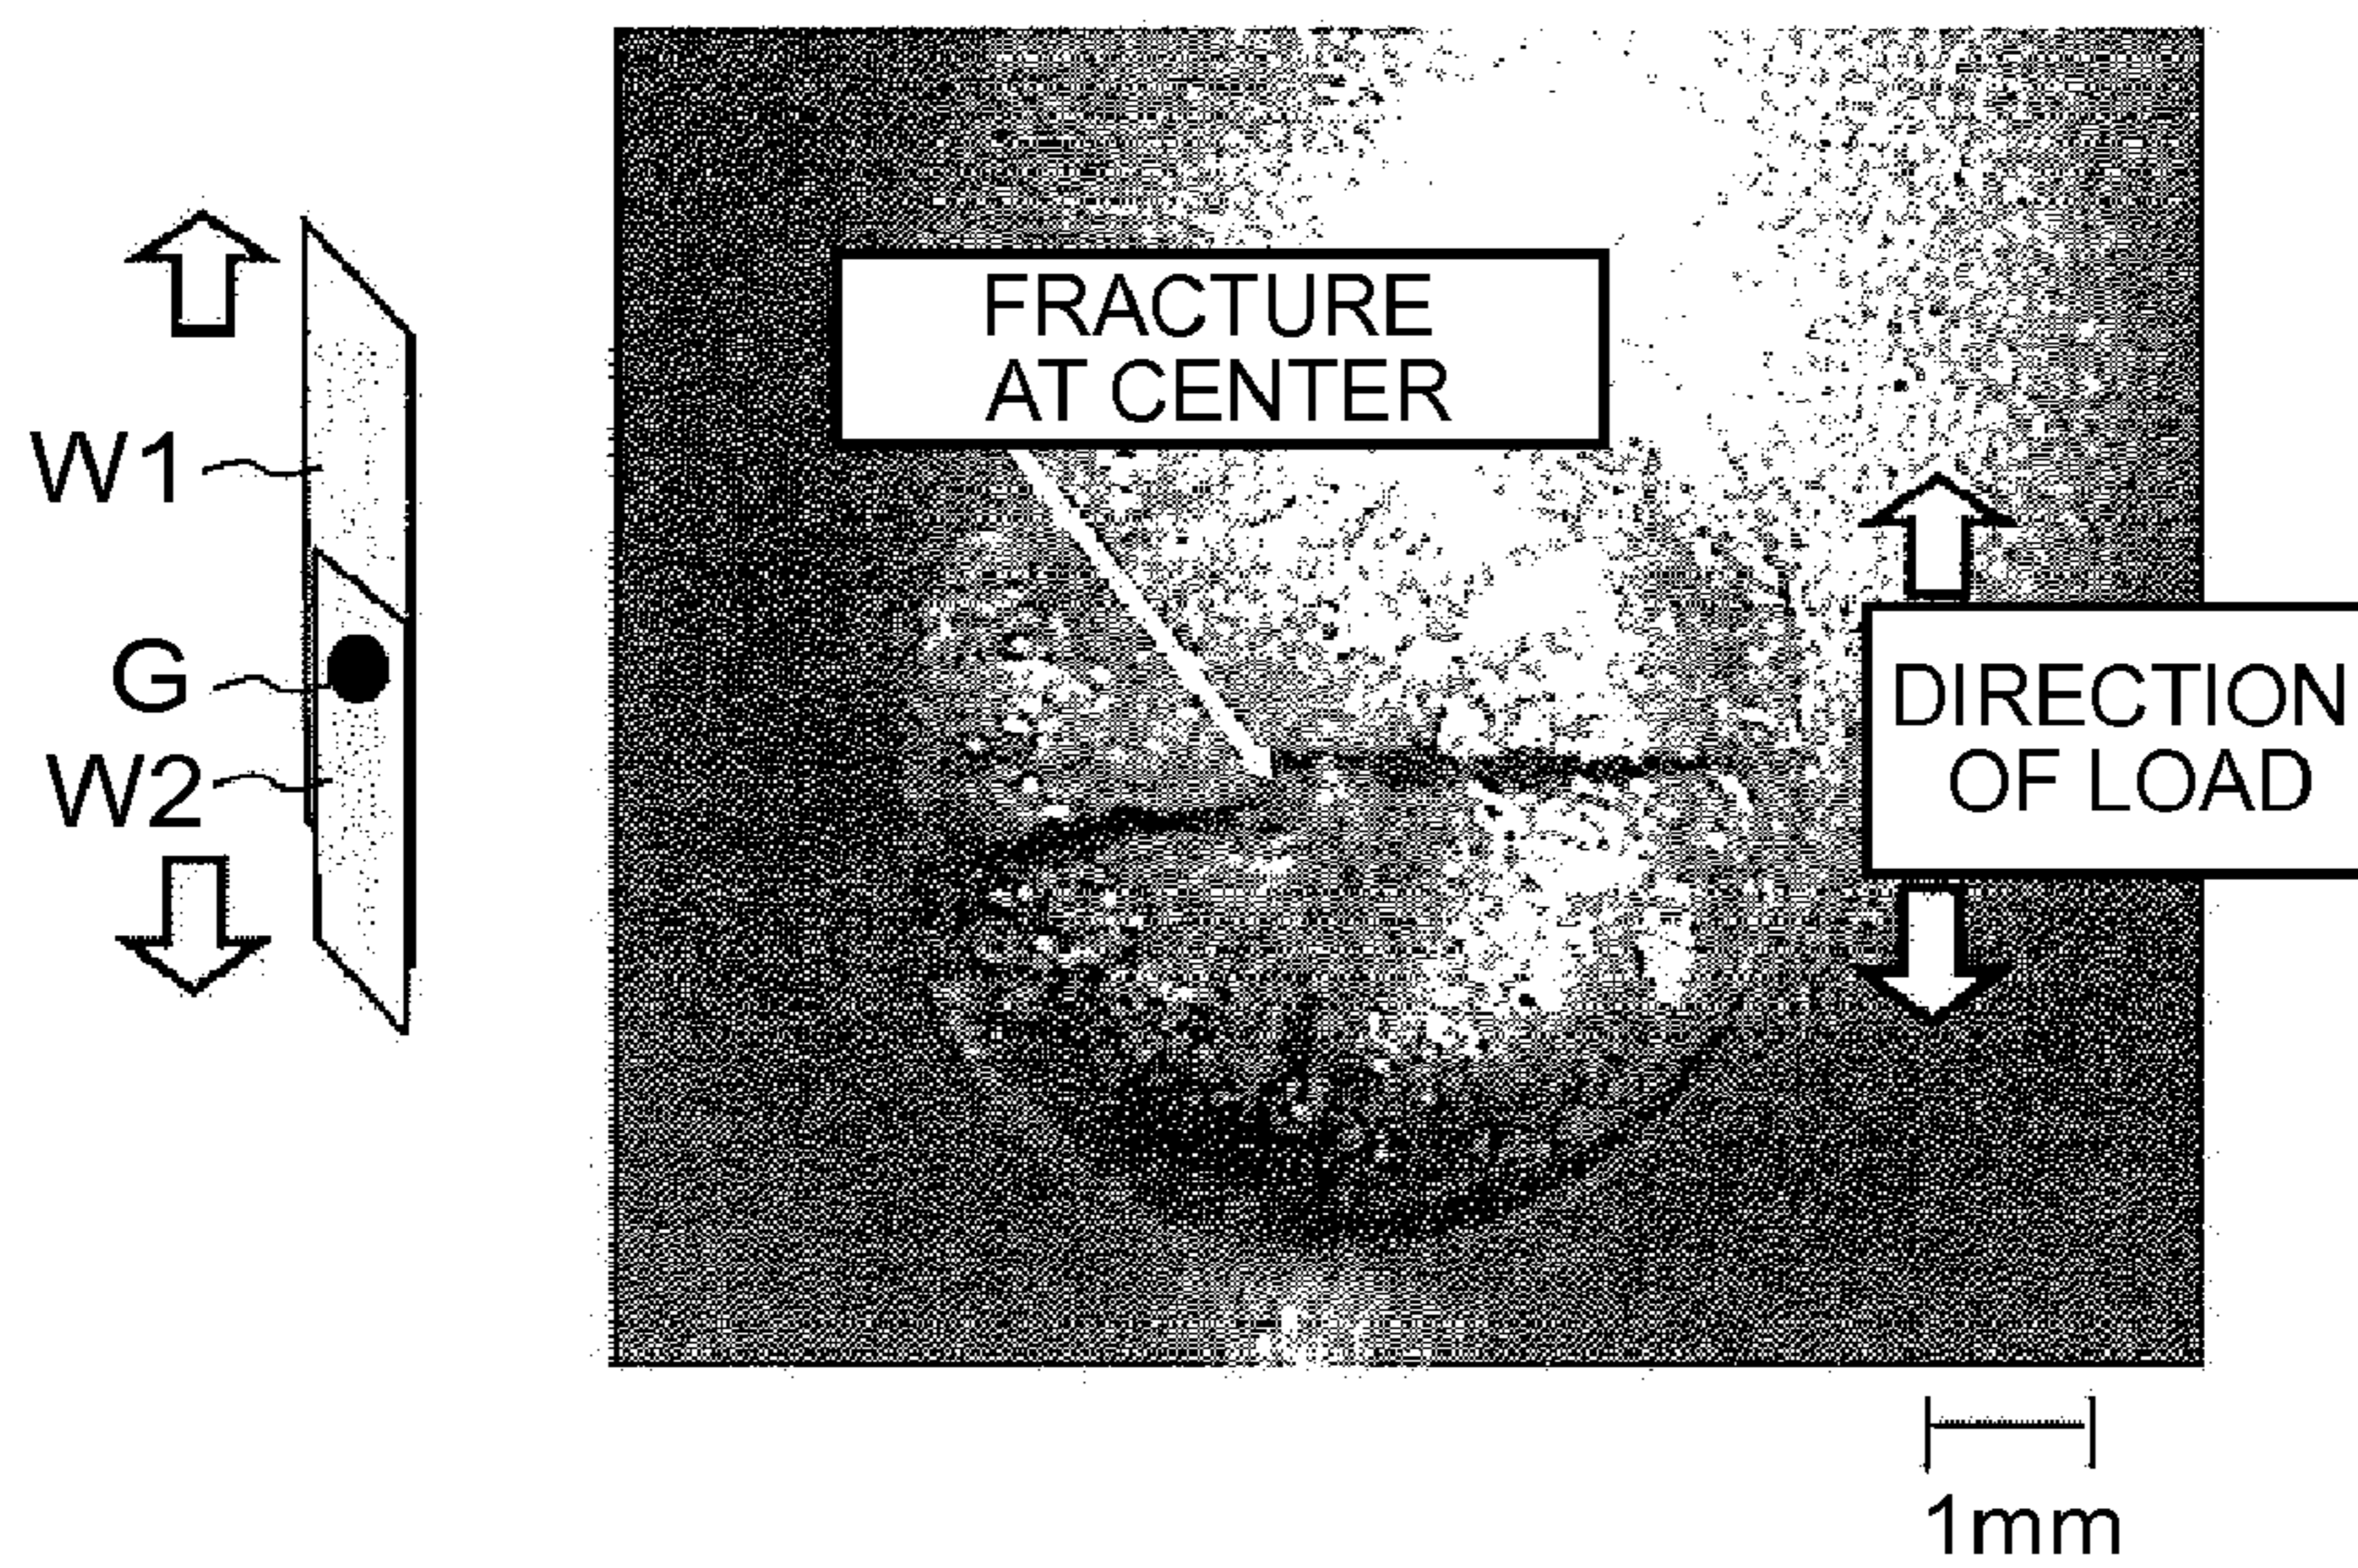 W1
G
W2
FRACTURE
AT CENTER
DIRECTION
OF LOAD
1mm